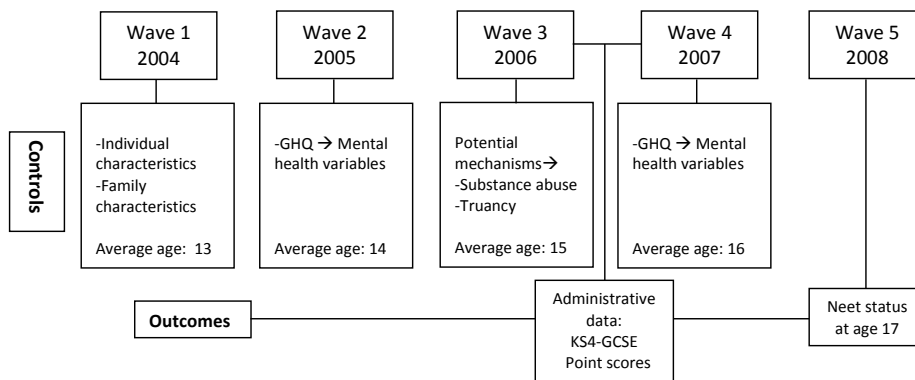 Wave 1
2004
Wave 2
2005
Wave 3
2006
Wave 4
2007
Wave 5
2008
Controls
-Individual
characteristics
-Family
characteristics
Average age: 13
-GHQ → Mental
health variables
Average age: 14
Potential
mechanisms→
-Substance abuse
-Truancy
Average age: 15
-GHQ → Mental
health variables
Average age: 16
Outcomes
Administrative
data:
KS4-GCSE
Point scores
Neet status
at age 17